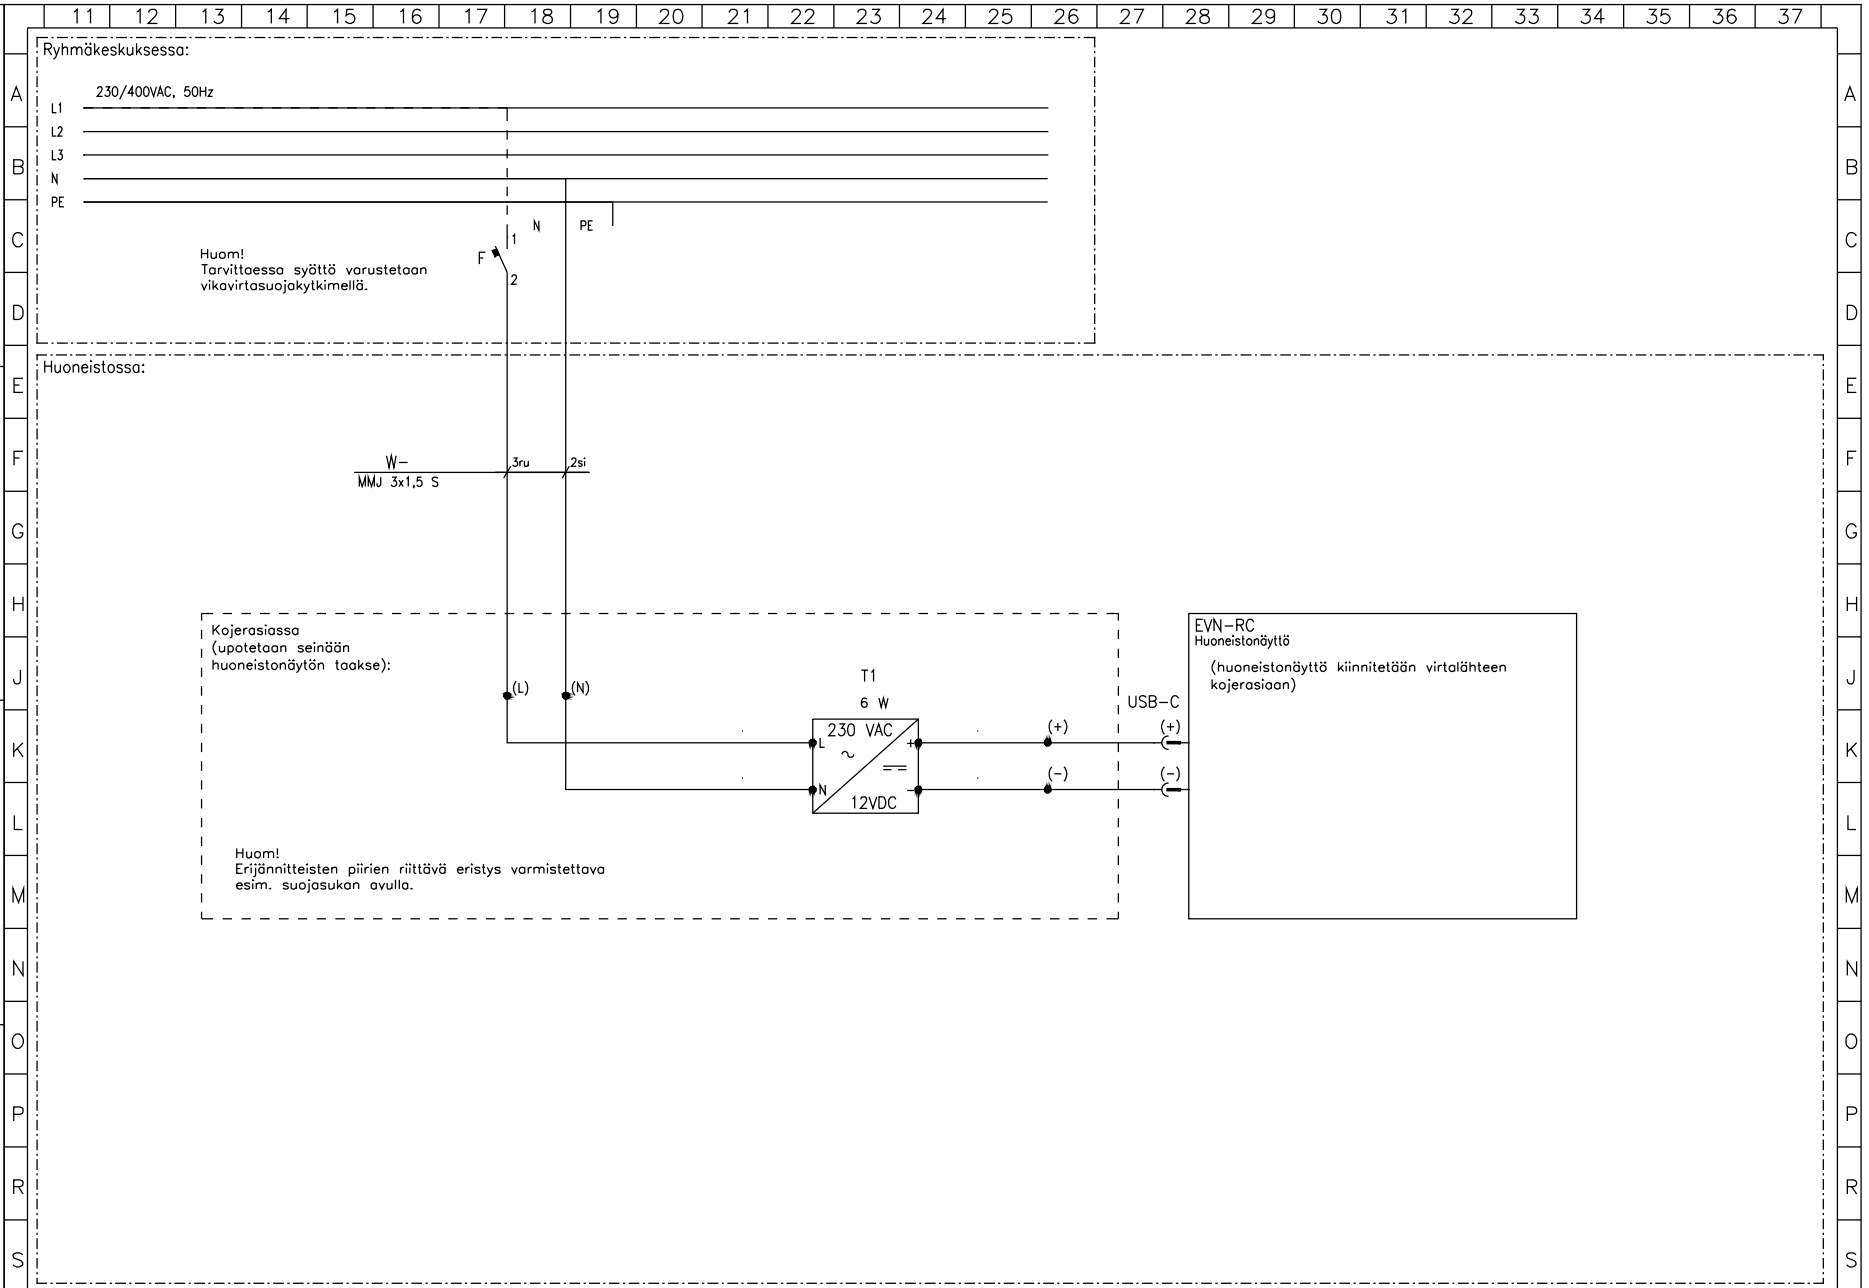 11 12 13 14 15 16 17 18 19 20 21 22 23 24 25 26 27 28 29 30 31 32 33 34 35 36 37
Ryhmäkeskuksessa:
A 230/400VAC, 50Hz A
L1
L2
L3
B N B
PE
N PE
C 1 C
Huom!
F
Tarvittaessa syöttö varustetaan
2
vikavirtasuojakytkimellä.
D D
Huoneistossa:
E E
F W– 3ru 2si F
MMJ 3x1,5 S
G G
H H
Kojerasiassa
(upotetaan seinään
huoneistonäytön taakse):
EVN–RC
Huoneistonäyttö
(huoneistonäyttö kiinnitetään virtalähteen
kojerasiaan)
J T1 J
(L) (N)
6 W USB–C
230 VAC (+) (+)
K L ~ + K
(-) (-)
N –
12VDC
L L
Huom!
Erijännitteisten piirien riittävä eristys varmistettava
esim. suojasukan avulla.
M M
N N
O O
P P
R R
S S